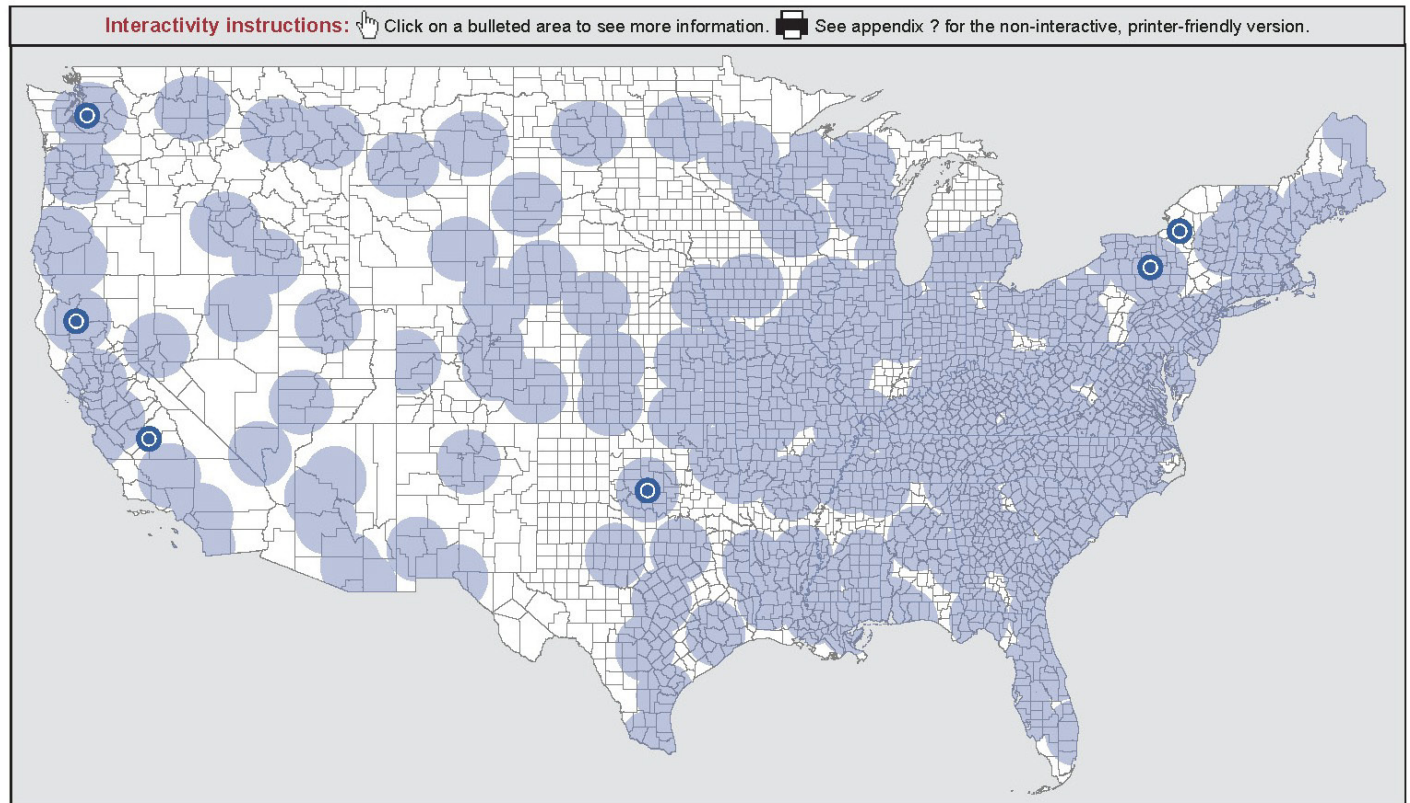 Interactivity instructions: Click on a bulleted area to see more information. See appendix ? for the non-interactive, printer-friendly version.